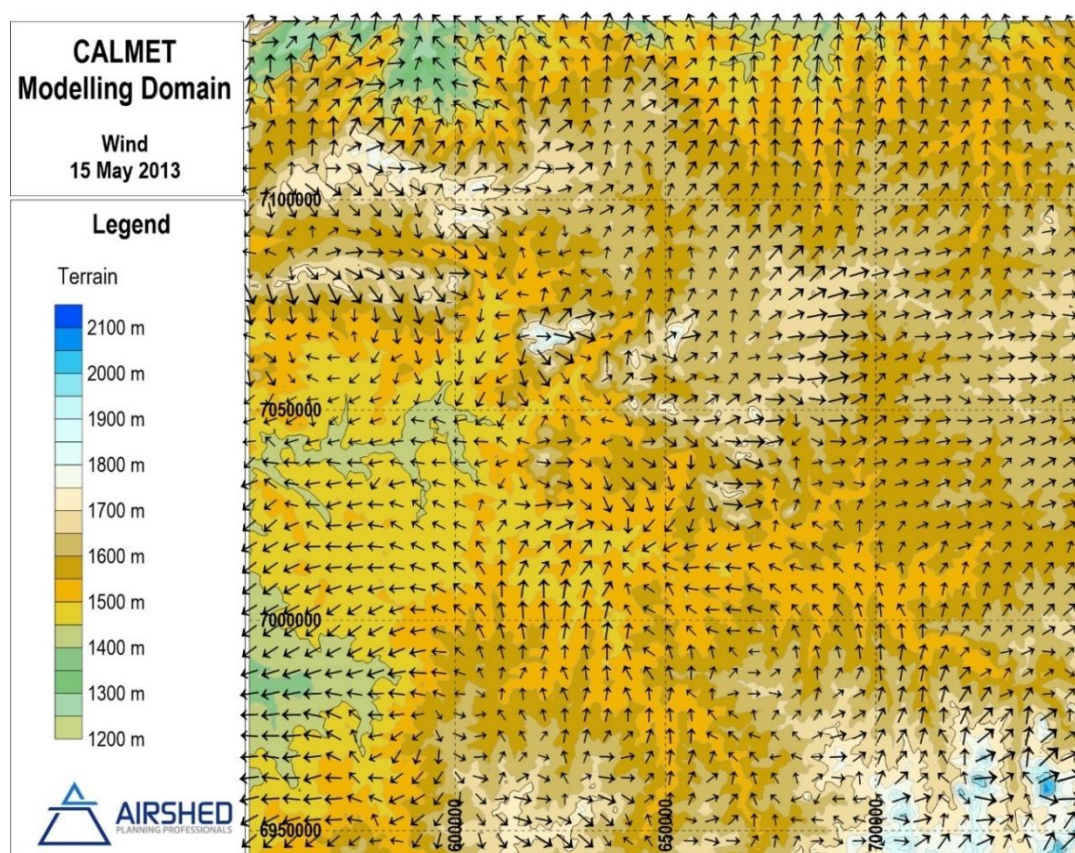 CALMET
Modelling Domain
Wind
15 May 2013
Legend
Terrain
2100 m
2000 m
1900 m
1800 m
1700 m
1600 m
1500 m
1400 m
1300 m
1200 m
AIRSHED
PLANNING PROFESSIONALS
7100000
7050000
7000000
6950000
600000
650000
700000